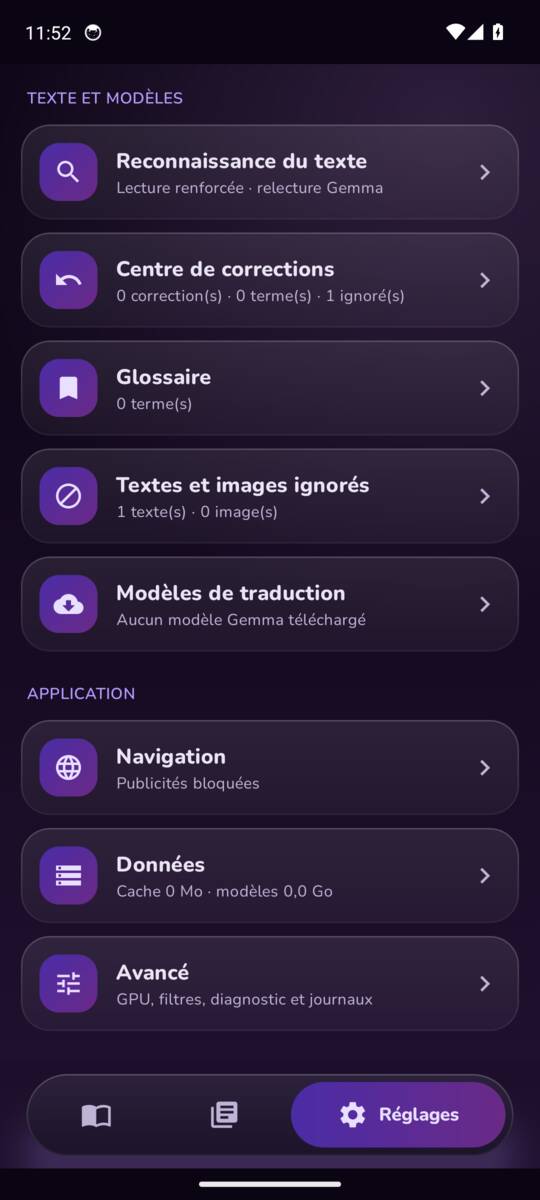 11:52
TEXTE ET MODÈLES
Reconnaissance du texte
Lecture renforcée · relecture Gemma
Centre de corrections
0 correction(s) · 0 terme(s) · 1 ignoré(s)
Glossaire
0 terme(s)
Textes et images ignorés
1 texte(s) · 0 image(s)
Modèles de traduction
Aucun modèle Gemma téléchargé
APPLICATION
Navigation
Publicités bloquées
Données
Cache 0 Mo · modèles 0,0 Go
Avancé
GPU, filtres, diagnostic et journaux
Réglages